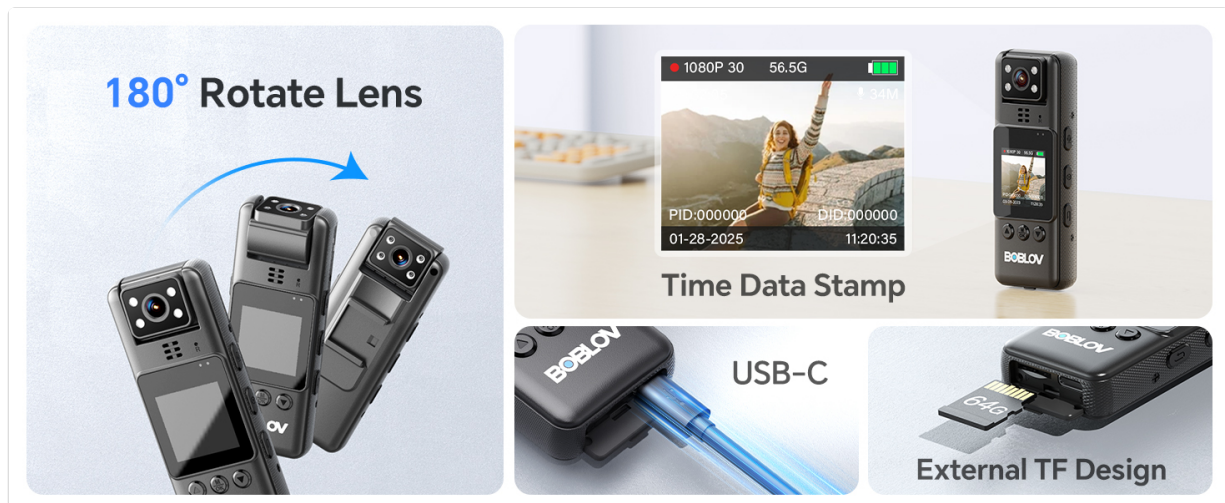 180° Rotate Lens
OV
1080P 30 56.5G
34M
PID:000000 DID:000000
01-28-2025 11:20:35
Time Data Stamp
BOBLOV
BOBLOV
USB-C
BOBLOV
64G
External TF Design